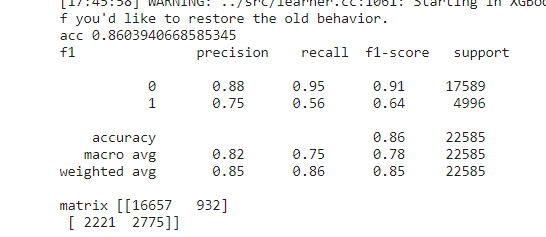 [17:45:58] WARNING: ../src/learner.cc:1061: Starting in XGBoo
f you'd like to restore the old behavior.
acc 0.8603940668585345
f1 precision recall f1-score support
0 0.88 0.95 0.91 17589
1 0.75 0.56 0.64 4996
accuracy 0.86 22585
macro avg 0.82 0.75 0.78 22585
weighted avg 0.85 0.86 0.85 22585
matrix [[16657 932]
[ 2221 2775]]